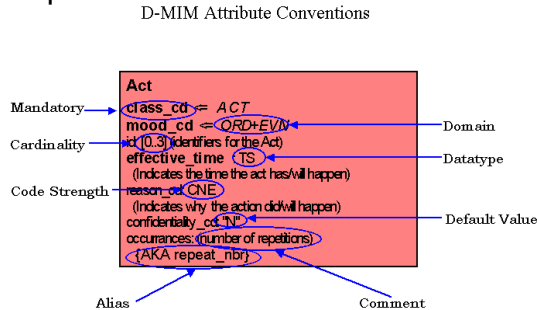 D-MIM Attribute Conventions
Act
class_cd <= ACT
Mandatory
mood_cd <= ORD+EVN
Domain
id: [0..3] (identifiers for the Act)
Cardinality
effective_time: TS
Datatype
(Indicates the time the act has/will happen)
reason_cd: CNE
Code Strength
(Indicates why the action did/will happen)
confidentiality_cd: "N"
Default Value
occurrances: (number of repetitions)
{AKA repeat_nbr}
Alias
Comment